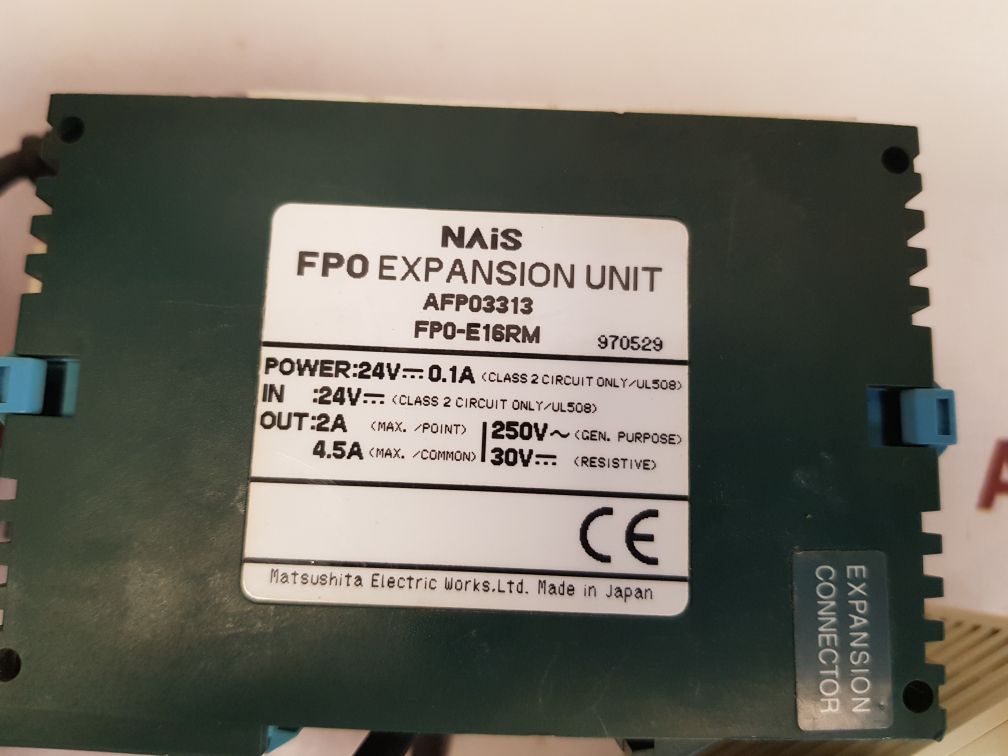 NAiS
FP0 EXPANSION UNIT
AFP03313
FP0-E16RM 970529
POWER:24V⎓0.1A (CLASS 2 CIRCUIT ONLY/UL508)
IN :24V⎓ (CLASS 2 CIRCUIT ONLY/UL508)
OUT:2A (MAX. /POINT) 250V~ (GEN. PURPOSE)
4.5A (MAX. /COMMON) 30V⎓ (RESISTIVE)
CE
Matsushita Electric Works.Ltd. Made in Japan
EXPANSION
CONNECTOR